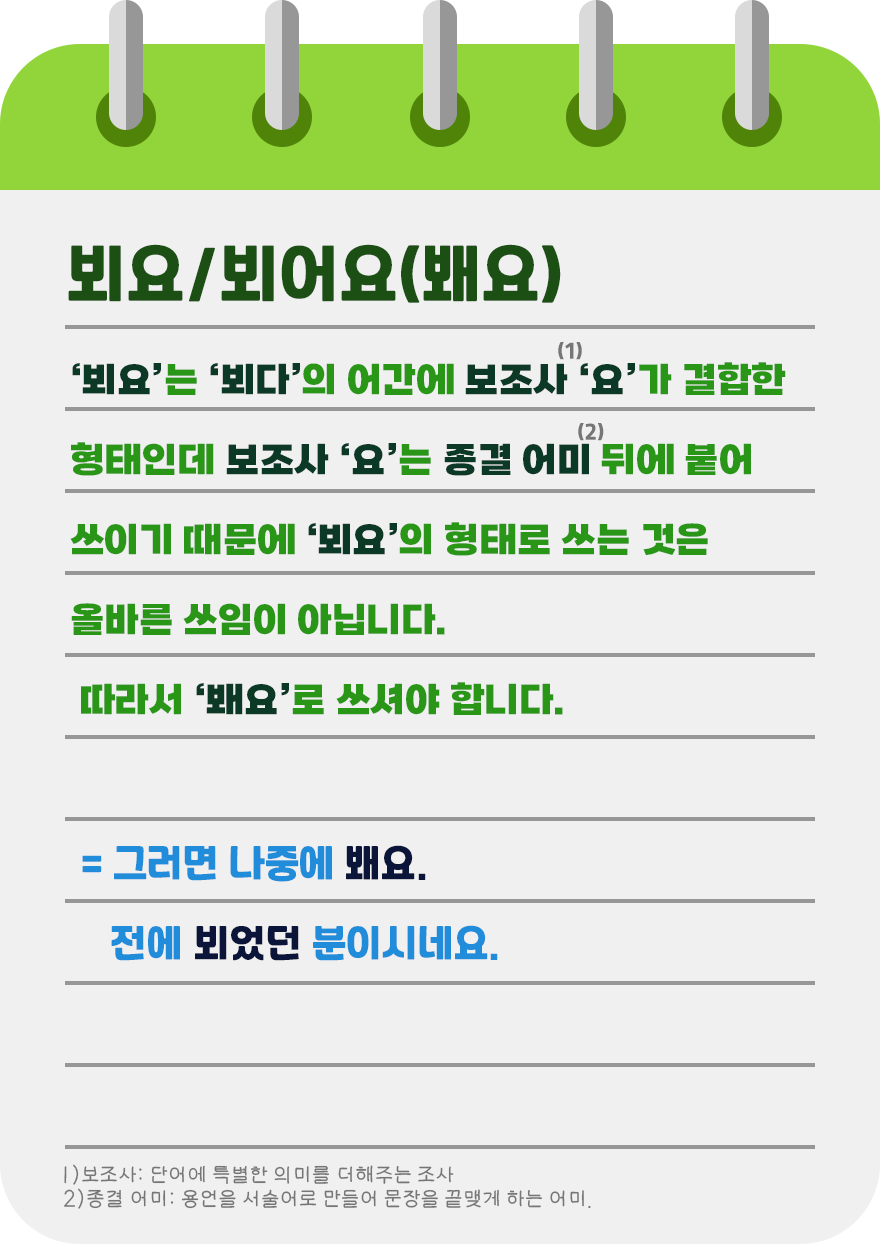 뵈요/뵈어요(봬요)
‘뵈요’는 ‘뵈다’의 어간에 보조사(1) ‘요’가 결합한
형태인데 보조사 ‘요’는 종결 어미(2) 뒤에 붙어
쓰이기 때문에 ‘뵈요’의 형태로 쓰는 것은
올바른 쓰임이 아닙니다.
따라서 ‘봬요’로 쓰셔야 합니다.
= 그러면 나중에 봬요.
전에 뵈었던 분이시네요.
1)보조사: 단어에 특별한 의미를 더해주는 조사
2)종결 어미: 용언을 서술어로 만들어 문장을 끝맺게 하는 어미.